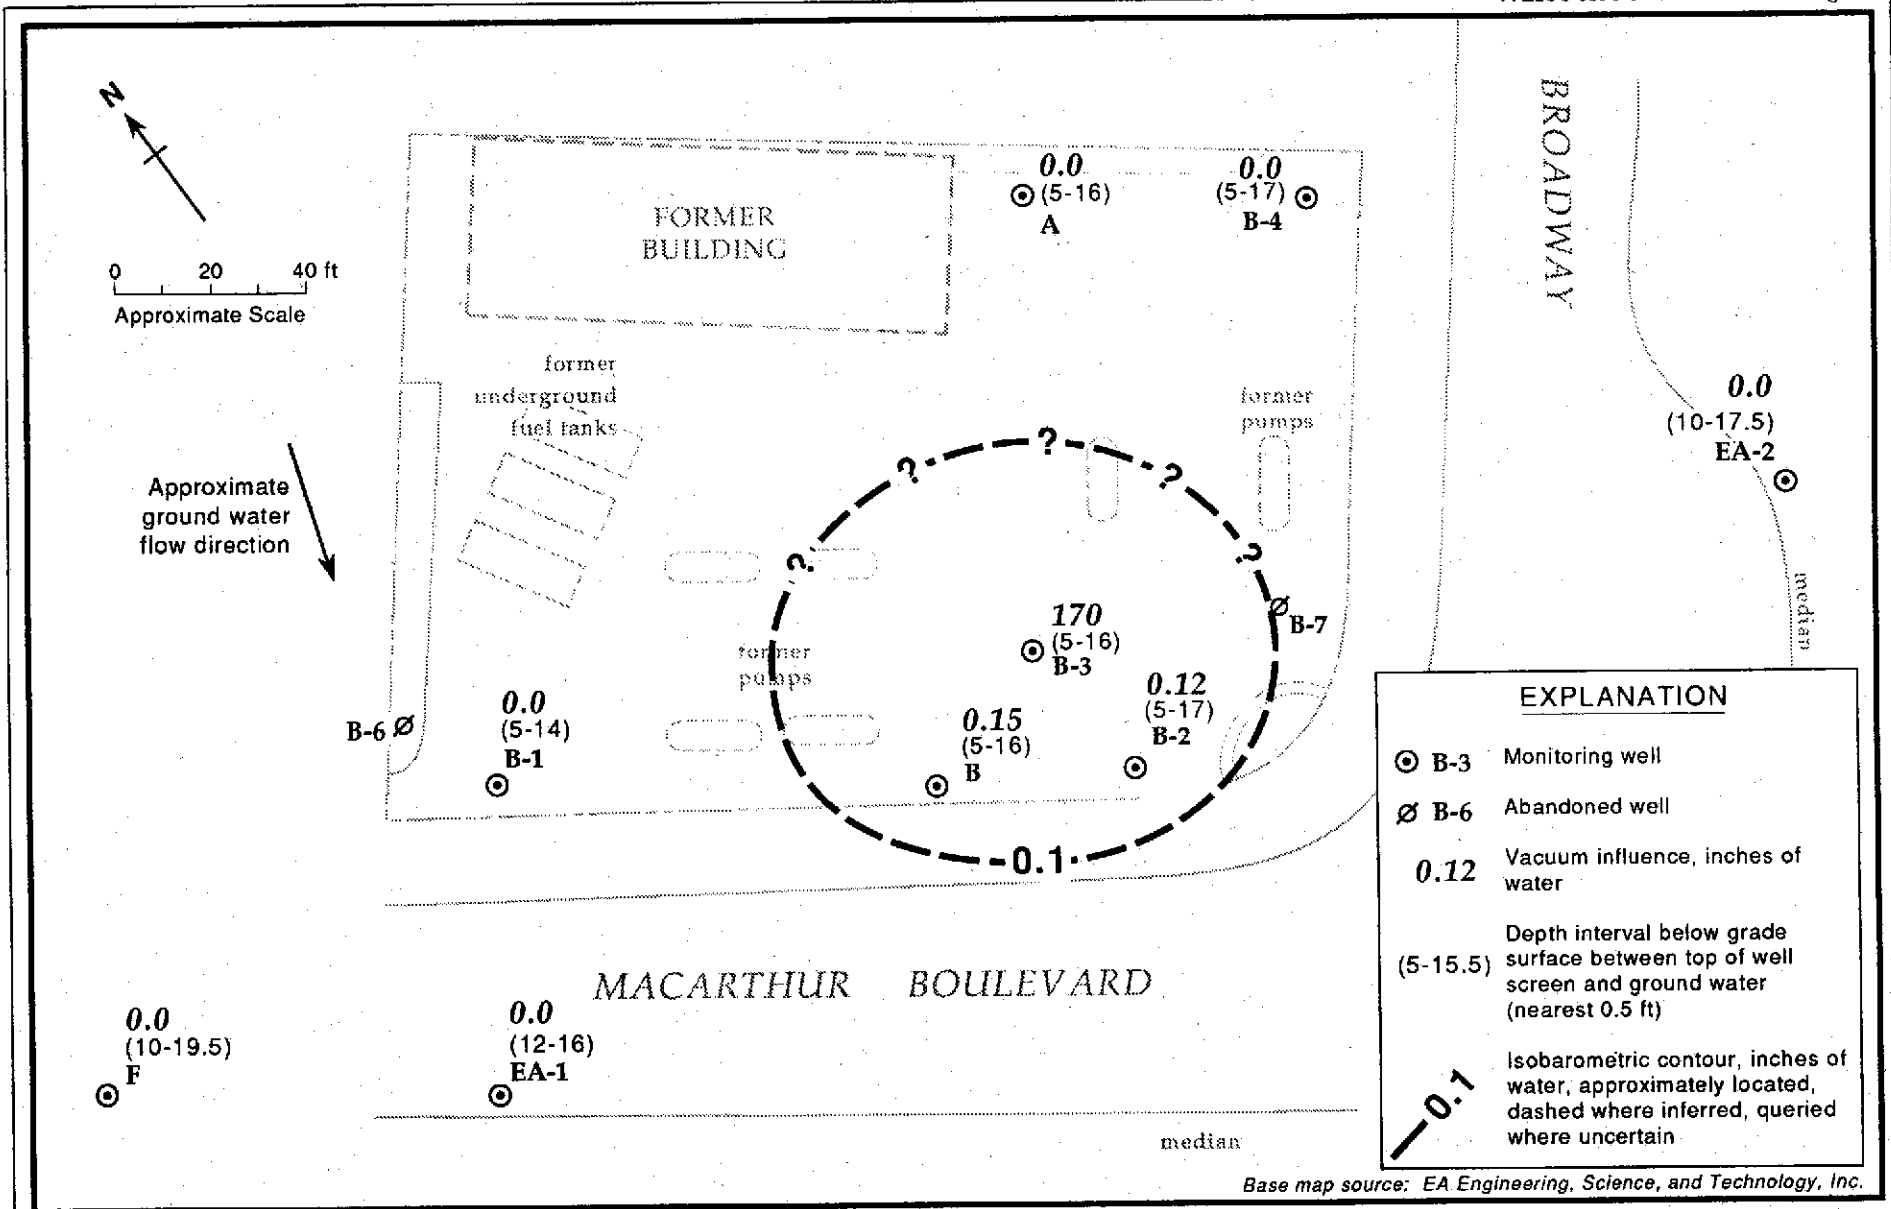 N
0 20 40 ft
Approximate Scale
FORMER
BUILDING
0.0
(5-16)
A
0.0
(5-17)
B-4
BROADWAY
former
underground
fuel tanks
former
pumps
0.0
(10-17.5)
EA-2
Approximate
ground water
flow direction
?
?
?
?
?
170
(5-16)
B-3
B-7
former
pumps
median
0.12
(5-17)
B-2
0.15
(5-16)
B
0.0
(5-14)
B-1
B-6
0.1
MACARTHUR BOULEVARD
0.0
(10-19.5)
F
0.0
(12-16)
EA-1
median
EXPLANATION
B-3 Monitoring well
B-6 Abandoned well
0.12 Vacuum influence, inches of
water
(5-15.5) Depth interval below grade
surface between top of well
screen and ground water
(nearest 0.5 ft)
0.1 Isobarometric contour, inches of
water, approximately located,
dashed where inferred, queried
where uncertain
Base map source: EA Engineering, Science, and Technology, Inc.